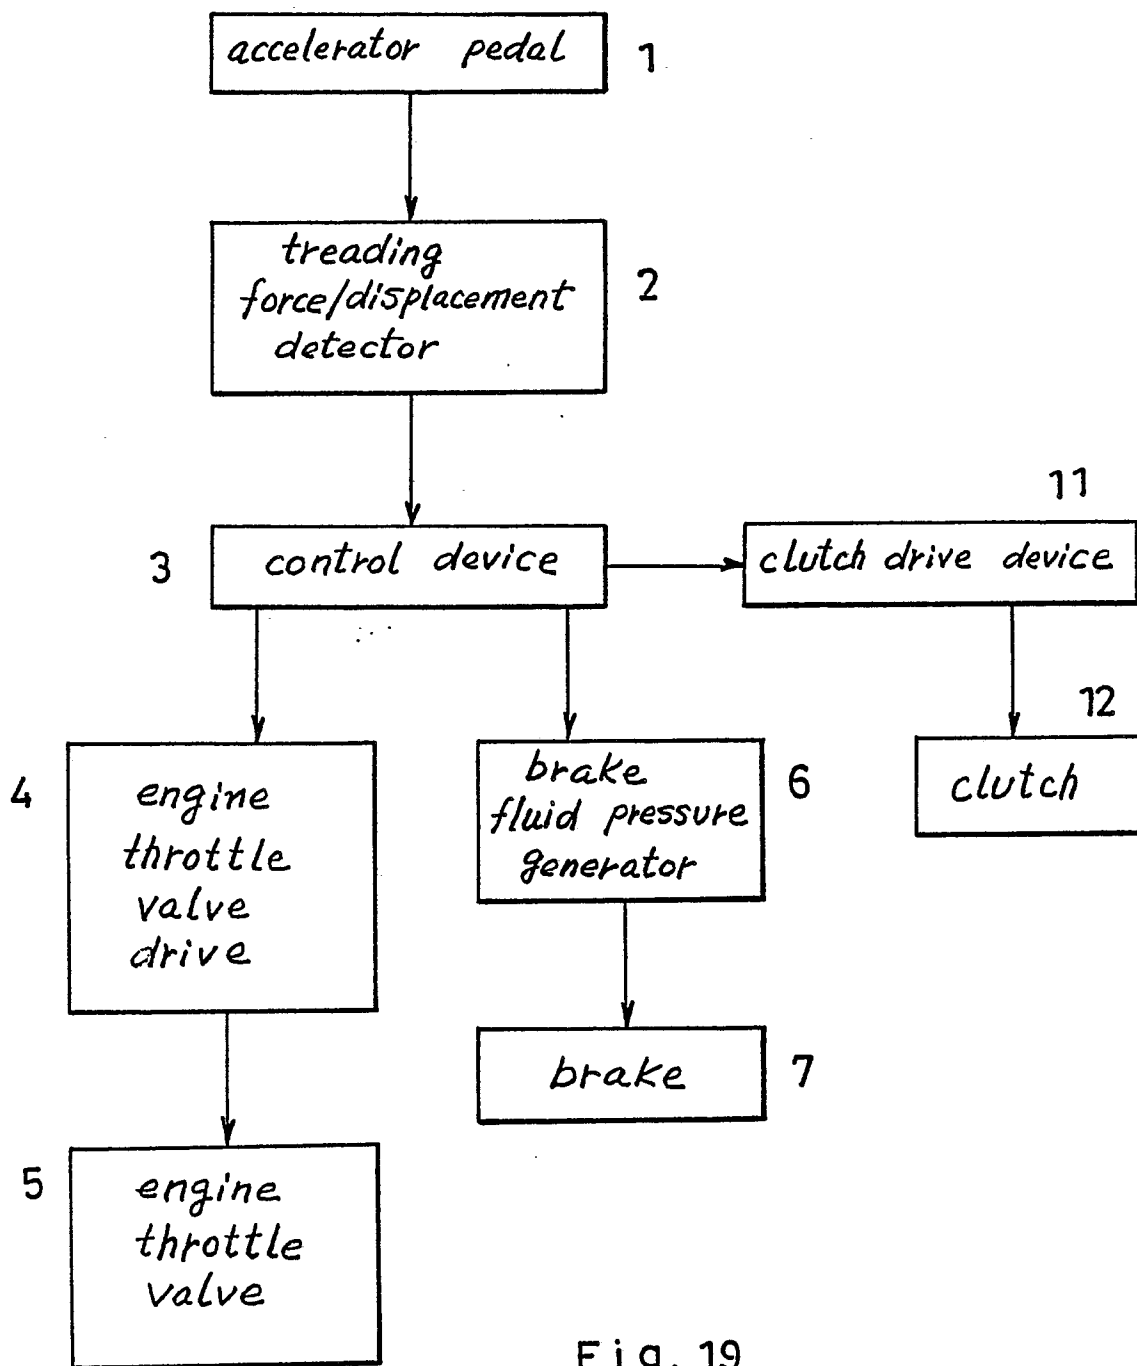 accelerator pedal 1
treading
force/displacement
detector
2
11
3 control device
clutch drive device
12
4
engine
throttle
valve
drive
brake
fluid pressure
generator
6
clutch
brake 7
5
engine
throttle
valve
Fig. 19